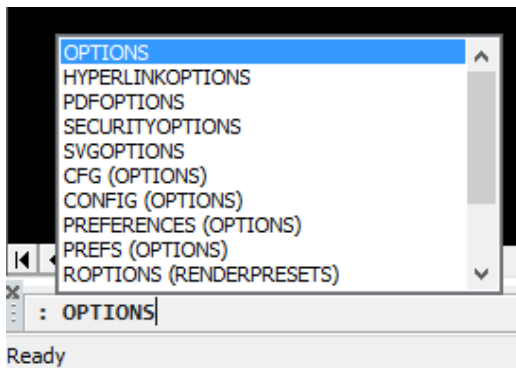 OPTIONS
HYPERLINKOPTIONS
PDFOPTIONS
SECURITYOPTIONS
SVGOPTIONS
CFG (OPTIONS)
CONFIG (OPTIONS)
PREFERENCES (OPTIONS)
PREFS (OPTIONS)
ROPTIONS (RENDERPRESETS)
: OPTIONS
Ready